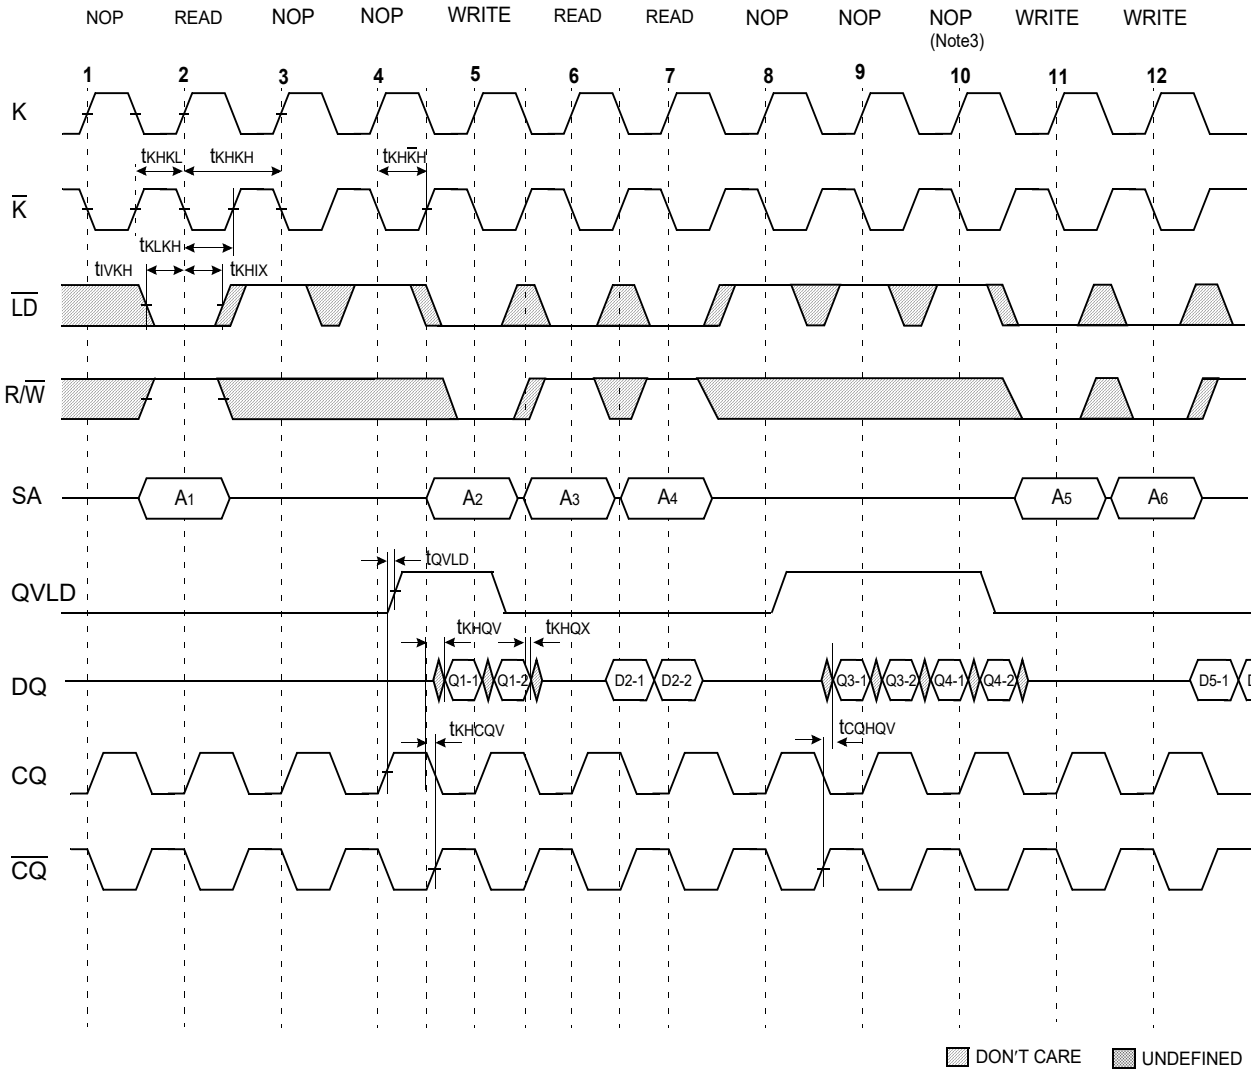 NOP READ NOP NOP WRITE READ READ NOP NOP NOP WRITE WRITE
(Note3)
1 2 3 4 5 6 7 8 9 10 11 12
K
tKHKL tKHKH tKHK̅H
K̅
tKLKH
tIVKH tKHIX
L̅D̅
R/W̅
SA A1 A2 A3 A4 A5 A6
tQVLD
QVLD
tKHQV tKHQX
DQ Q1-1 Q1-2 D2-1 D2-2 Q3-1 Q3-2 Q4-1 Q4-2 D5-1 D
tKHCQV tCQHQV
CQ
C̅Q̅
DON'T CARE UNDEFINED